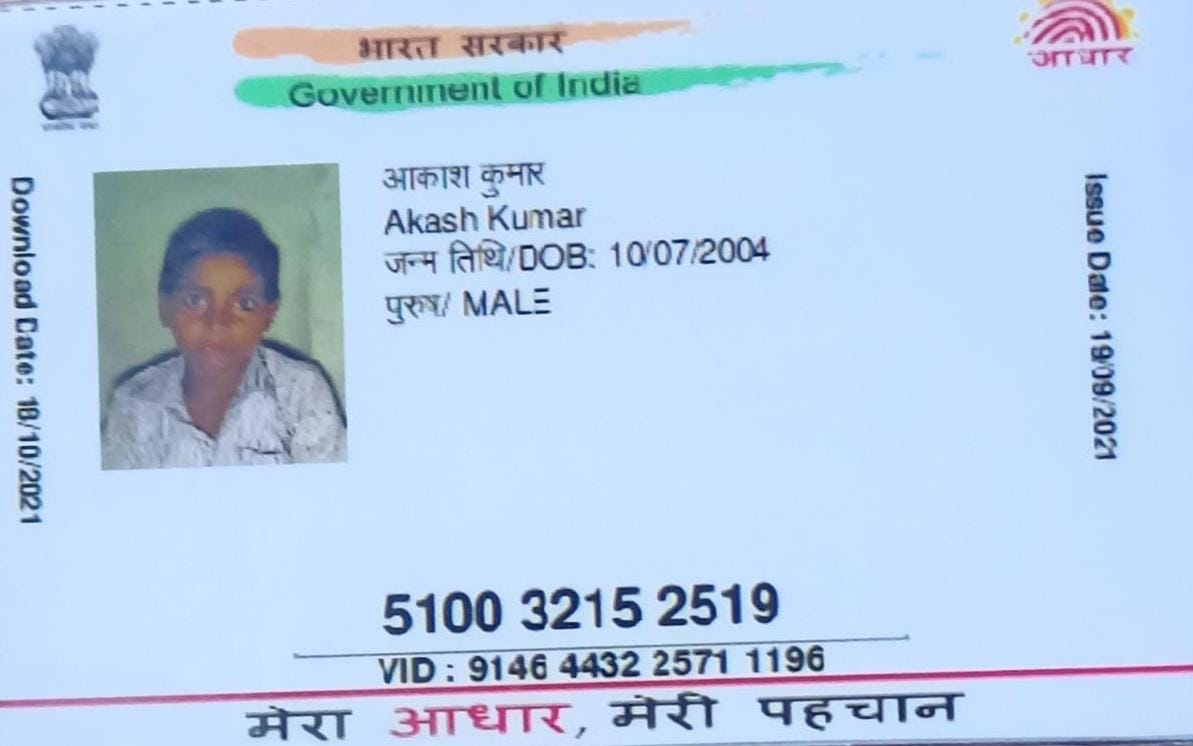 भारत सरकार
Government of India
आधार
Download Date: 18/10/2021
आकाश कुमार
Akash Kumar
जन्म तिथि/DOB: 10/07/2004
पुरुष/ MALE
Issue Date: 19/09/2021
5100 3215 2519
VID : 9146 4432 2571 1196
मेरा आधार, मेरी पहचान